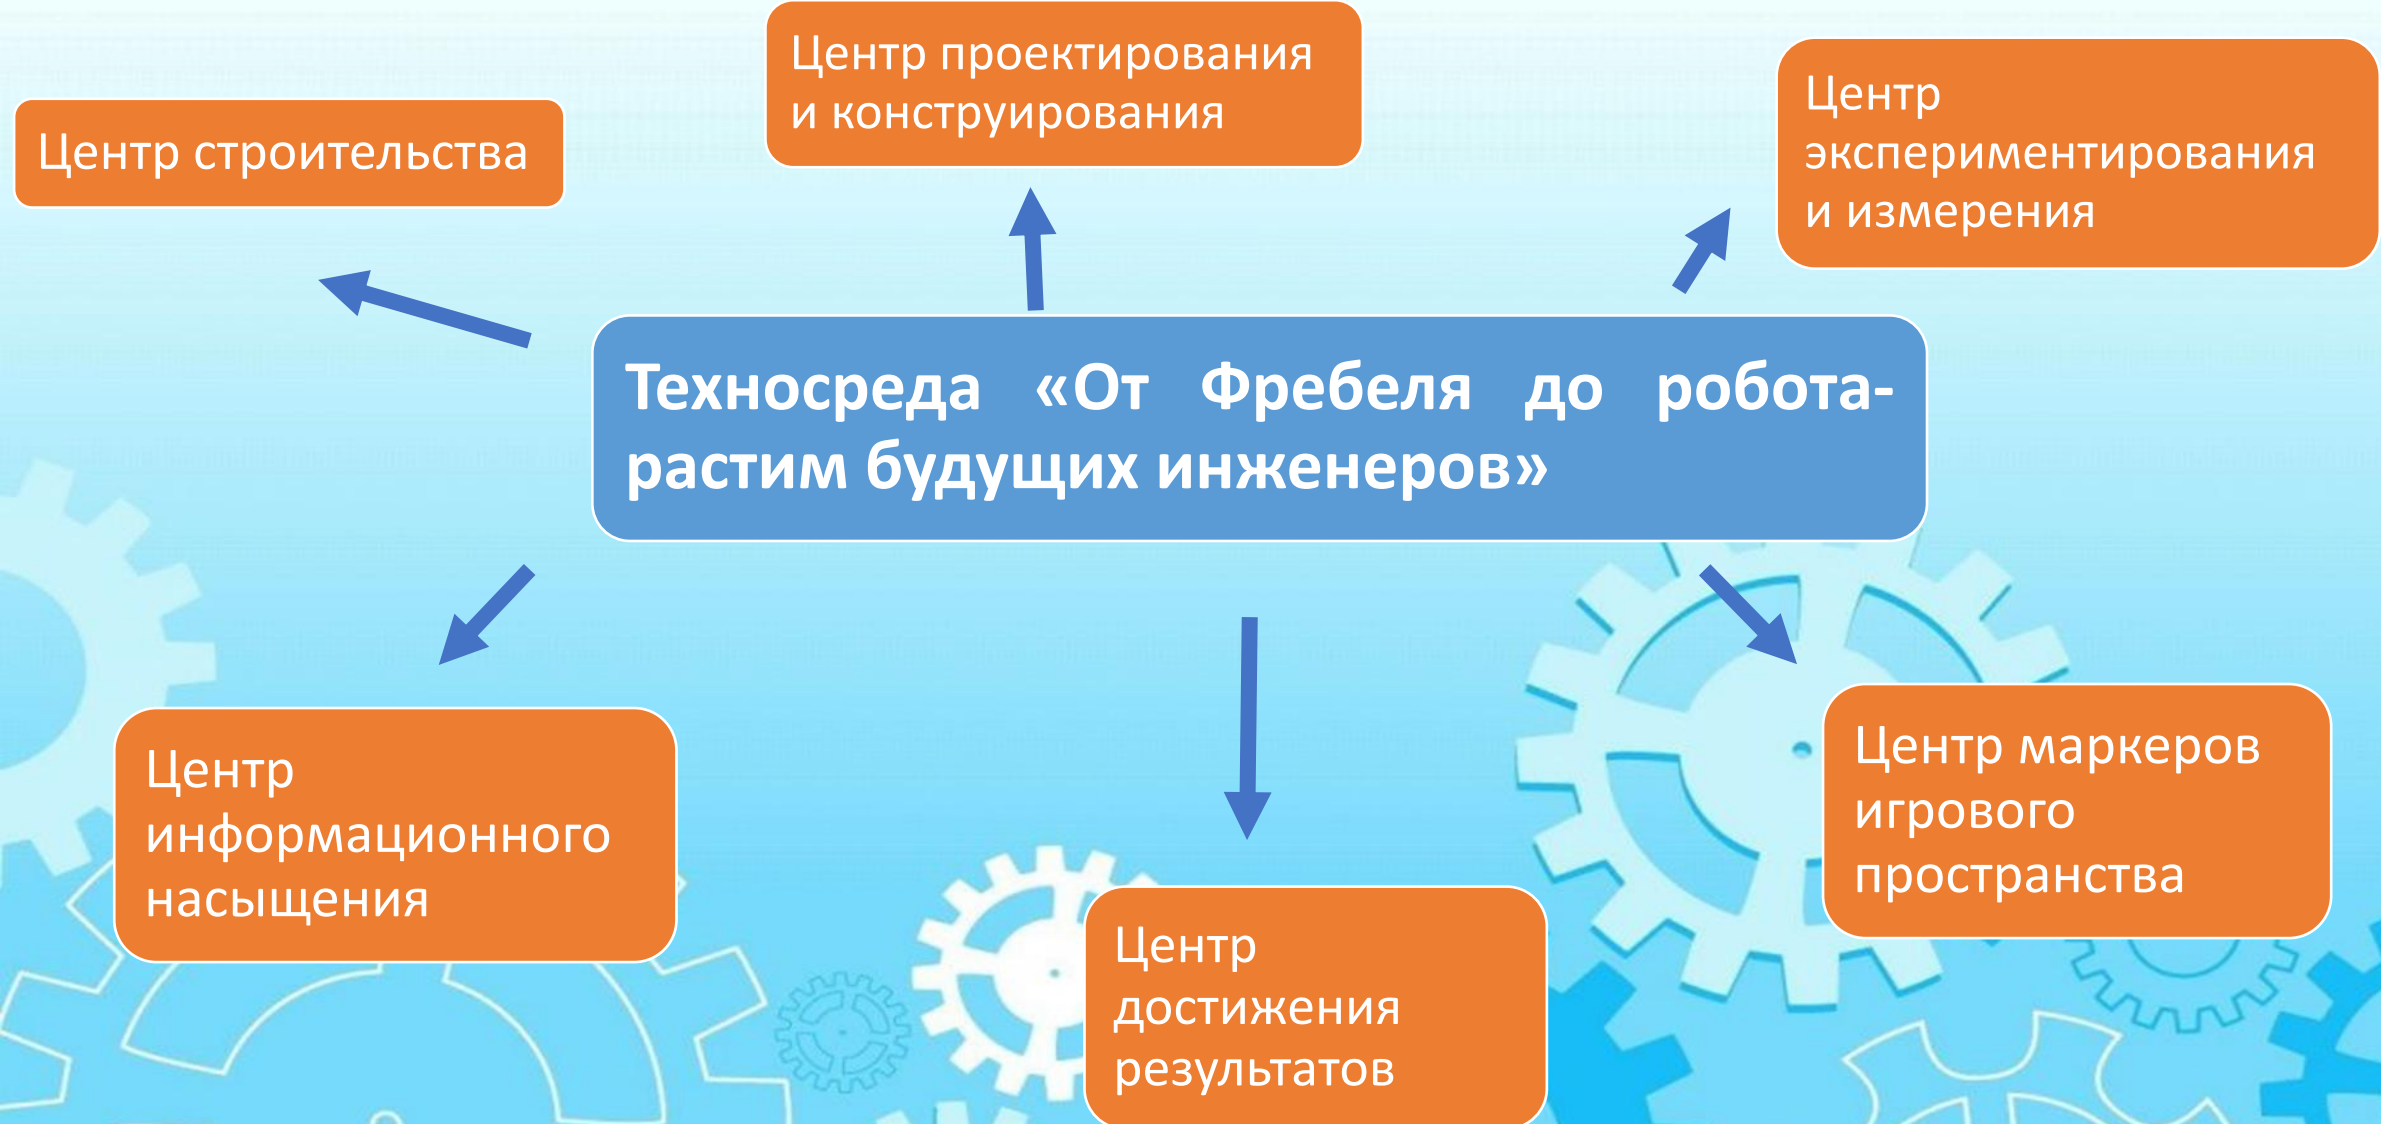 Центр проектирования
и конструирования
Центр строительства
Центр
экспериментирования
и измерения
Техносреда «От Фребеля до робота-
растим будущих инженеров»
Центр
информационного
насыщения
Центр маркеров
игрового
пространства
Центр
достижения
результатов